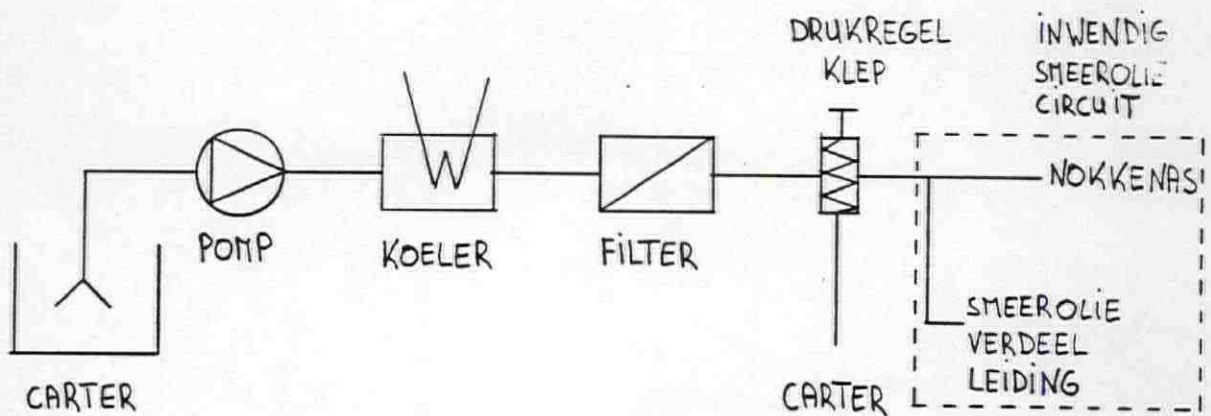 DRUKREGEL
KLEP
INWENDIG
SMEEROLIE
CIRCUIT
NOKKENAS
POMP
KOELER
FILTER
SMEEROLIE
VERDEEL
LEIDING
CARTER
CARTER